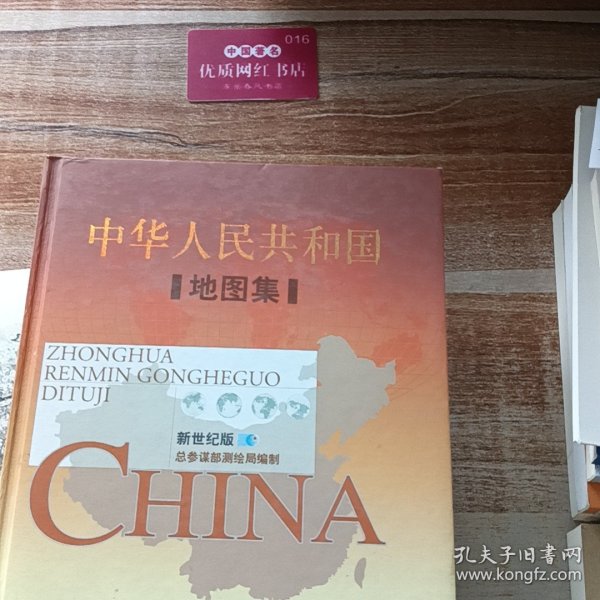 016
中国著名
优质网红书店
中华人民共和国
地图集
ZHONGHUA
RENMIN GONGHEGUO
DITUJI
新世纪版
总参谋部测绘局编制
CHINA
孔夫子旧书网
www.kongfz.com